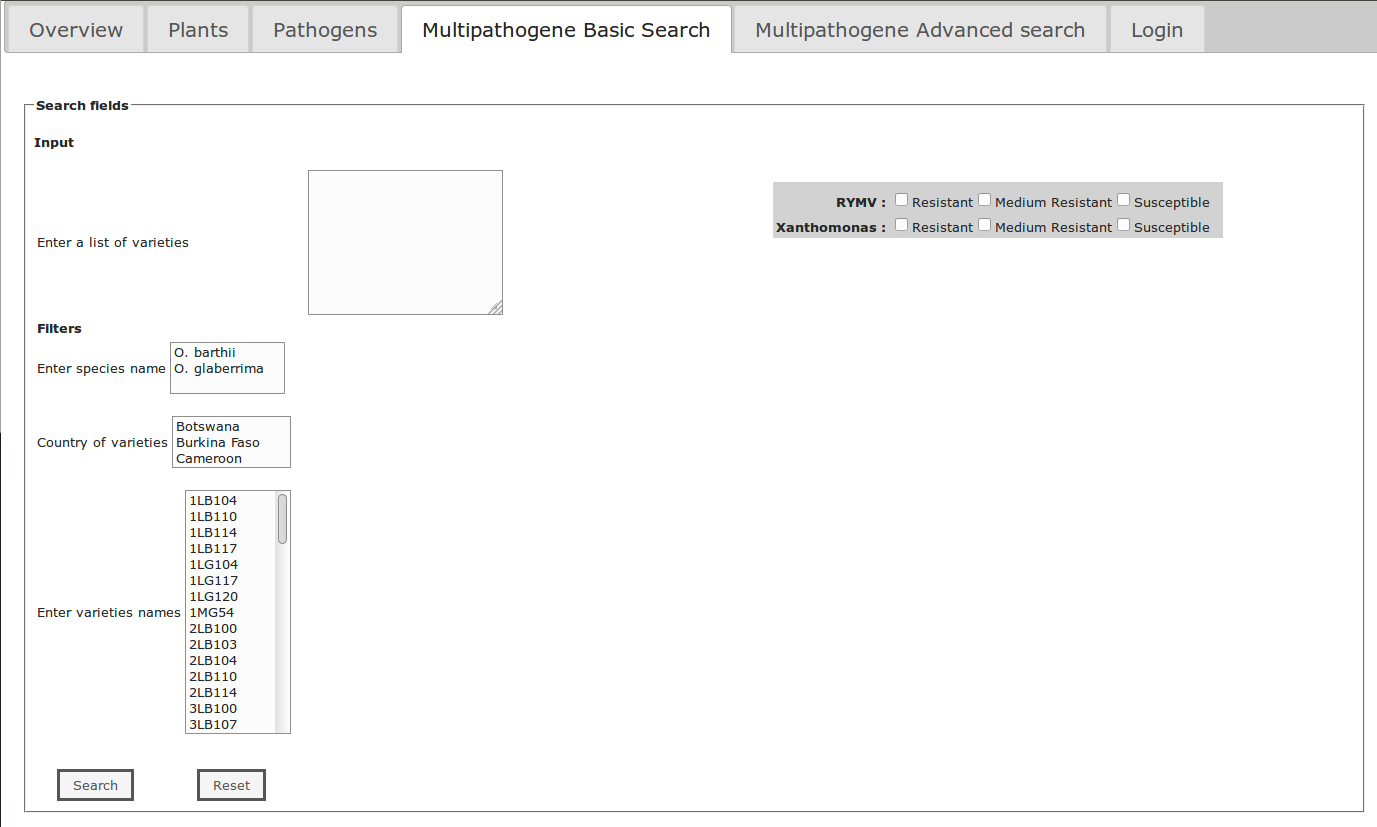 Overview Plants Pathogens Multipathogene Basic Search Multipathogene Advanced search Login
Search fields
Input
Enter a list of varieties
RYMV : Resistant Medium Resistant Susceptible
Xanthomonas : Resistant Medium Resistant Susceptible
Filters
Enter species name
O. barthii
O. glaberrima
Country of varieties
Botswana
Burkina Faso
Cameroon
Enter varieties names
1LB104
1LB110
1LB114
1LB117
1LG104
1LG117
1LG120
1MG54
2LB100
2LB103
2LB104
2LB110
2LB114
3LB100
3LB107
Search Reset